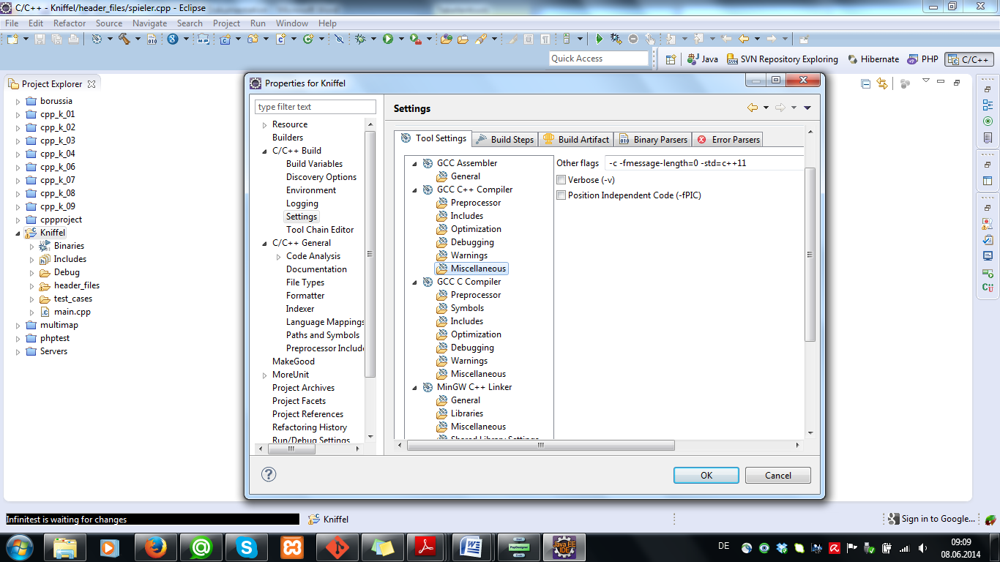 C/C++ - Kniffel/header_files/spieler.cpp - Eclipse
File Edit Refactor Source Navigate Search Project Run Window Help
Quick Access
Java
SVN Repository Exploring
Hibernate
PHP
C/C++
Project Explorer
borussia
cpp_k_01
cpp_k_02
cpp_k_03
cpp_k_04
cpp_k_06
cpp_k_07
cpp_k_08
cpp_k_09
cppproject
Kniffel
Binaries
Includes
Debug
header_files
test_cases
main.cpp
multimap
phptest
Servers
Properties for Kniffel
type filter text
Resource
Builders
C/C++ Build
Build Variables
Discovery Options
Environment
Logging
Settings
Tool Chain Editor
C/C++ General
Code Analysis
Documentation
File Types
Formatter
Indexer
Language Mappings
Paths and Symbols
Preprocessor Include
MakeGood
MoreUnit
Project Archives
Project Facets
Project References
Refactoring History
Run/Debug Settings
Settings
Tool Settings
Build Steps
Build Artifact
Binary Parsers
Error Parsers
GCC Assembler
General
GCC C++ Compiler
Preprocessor
Includes
Optimization
Debugging
Warnings
Miscellaneous
GCC C Compiler
Preprocessor
Symbols
Includes
Optimization
Debugging
Warnings
Miscellaneous
MinGW C++ Linker
General
Libraries
Miscellaneous
Shared Library Settings
Other flags -c -fmessage-length=0 -std=c++11
Verbose (-v)
Position Independent Code (-fPIC)
OK
Cancel
Infinitest is waiting for changes
Kniffel
Sign in to Google...
PapDesigner
Java EE
IDE
DE
09:09
08.06.2014